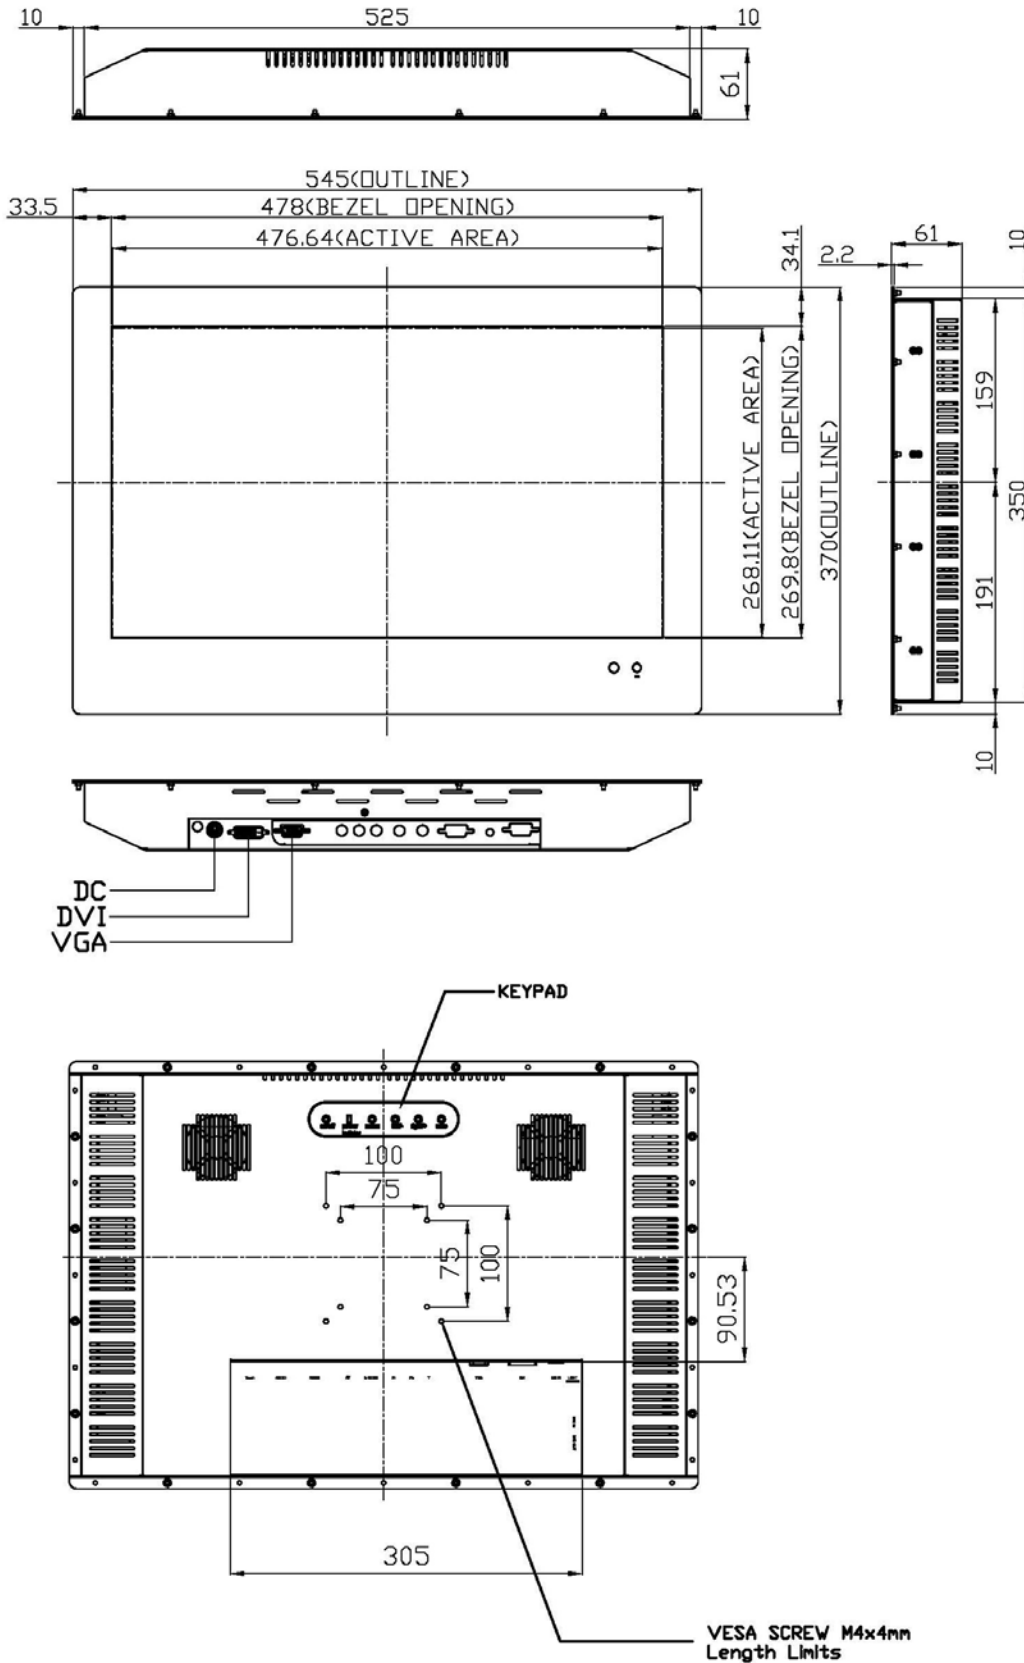 10
525
10
61
545(OUTLINE)
33.5
478(BEZEL OPENING)
476.64(ACTIVE AREA)
34.1
2.2
61
10
268.11(ACTIVE AREA)
269.8(BEZEL OPENING)
370(OUTLINE)
159
350
191
10
DC
DVI
VGA
KEYPAD
100
75
75
100
90.53
305
VESA SCREW M4x4mm
Length Limits